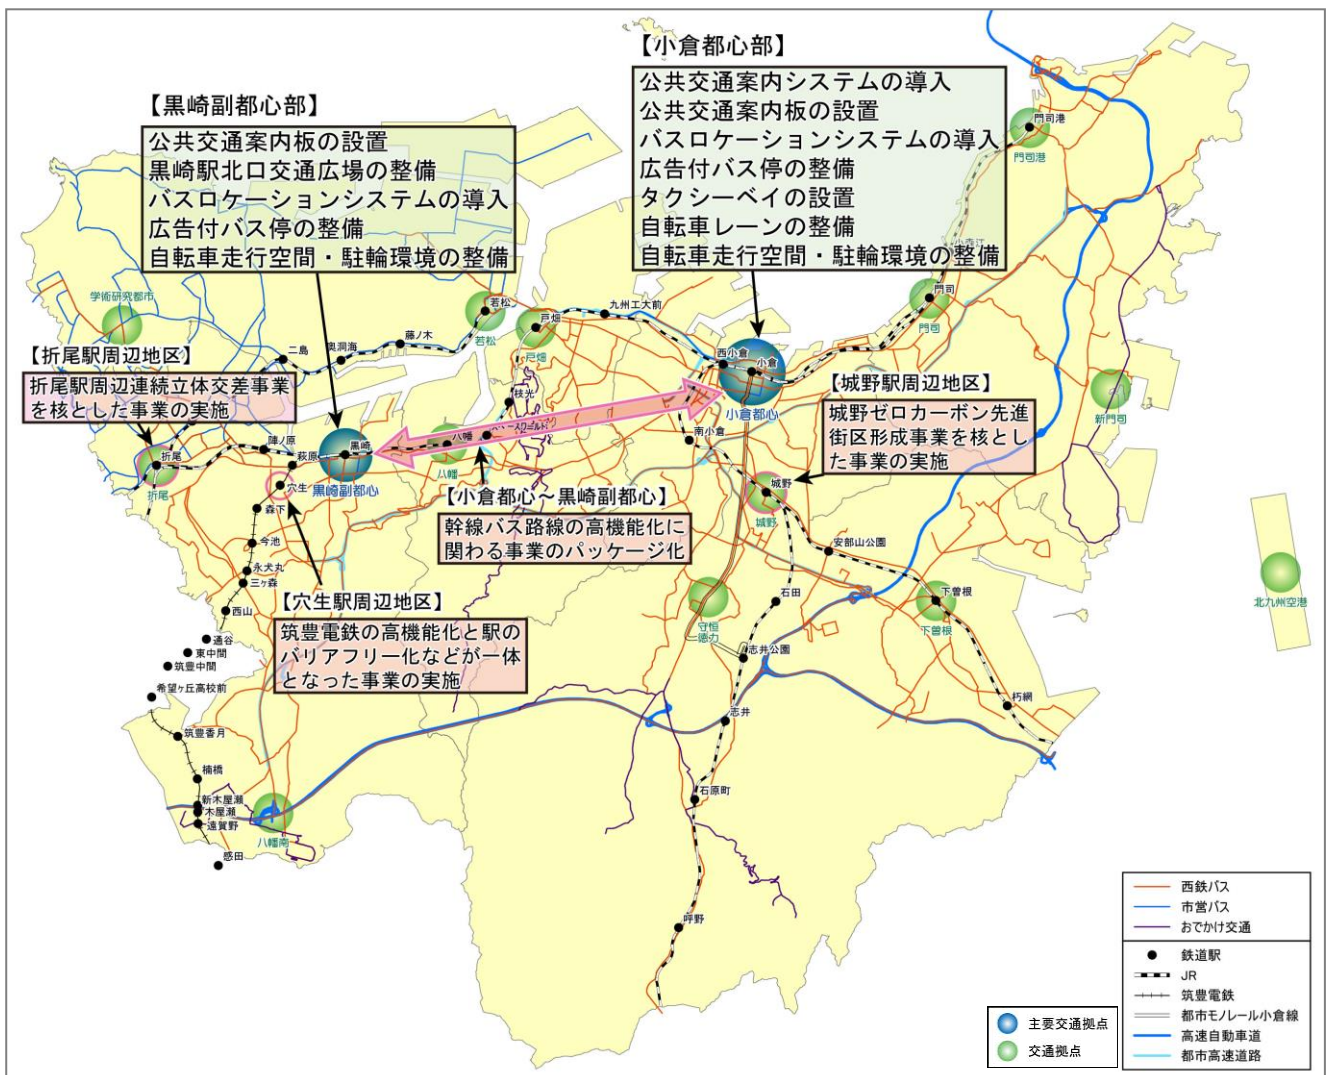 【小倉都心部】
公共交通案内システムの導入
公共交通案内板の設置
バスロケーションシステムの導入
広告付バス停の整備
タクシーベイの設置
自転車レーンの整備
自転車走行空間・駐輪環境の整備
【黒崎副都心部】
公共交通案内板の設置
黒崎駅北口交通広場の整備
バスロケーションシステムの導入
広告付バス停の整備
自転車走行空間・駐輪環境の整備
門司港
門司港
門司
門司
学術研究都市
若松
若松
戸畑
戸畑
九州工大前
藤ノ木
奥洞海
二島
【折尾駅周辺地区】
折尾駅周辺連続立体交差事業
を核とした事業の実施
西小倉
小倉
小倉都心
【城野駅周辺地区】
城野ゼロカーボン先進
街区形成事業を核とし
た事業の実施
新門司
枝光
八幡
八幡
南小倉
陣ノ原
黒崎
黒崎副都心
折尾
折尾
萩原
穴生
森下
今池
永犬丸
三ヶ森
西山
通谷
東中間
筑豊中間
希望ヶ丘高校前
筑豊香月
楠橋
新木屋瀬
木屋瀬
遠賀野
感田
八幡南
【小倉都心～黒崎副都心】
幹線バス路線の高機能化に
関わる事業のパッケージ化
【穴生駅周辺地区】
筑豊電鉄の高機能化と駅の
バリアフリー化などが一体
となった事業の実施
城野
城野
安部山公園
石田
守恒
徳力
志井公園
下曽根
下曽根
北九州空港
朽網
志井
石原町
呼野
西鉄バス
市営バス
おでかけ交通
鉄道駅
JR
筑豊電鉄
都市モノレール小倉線
高速自動車道
都市高速道路
主要交通拠点
交通拠点